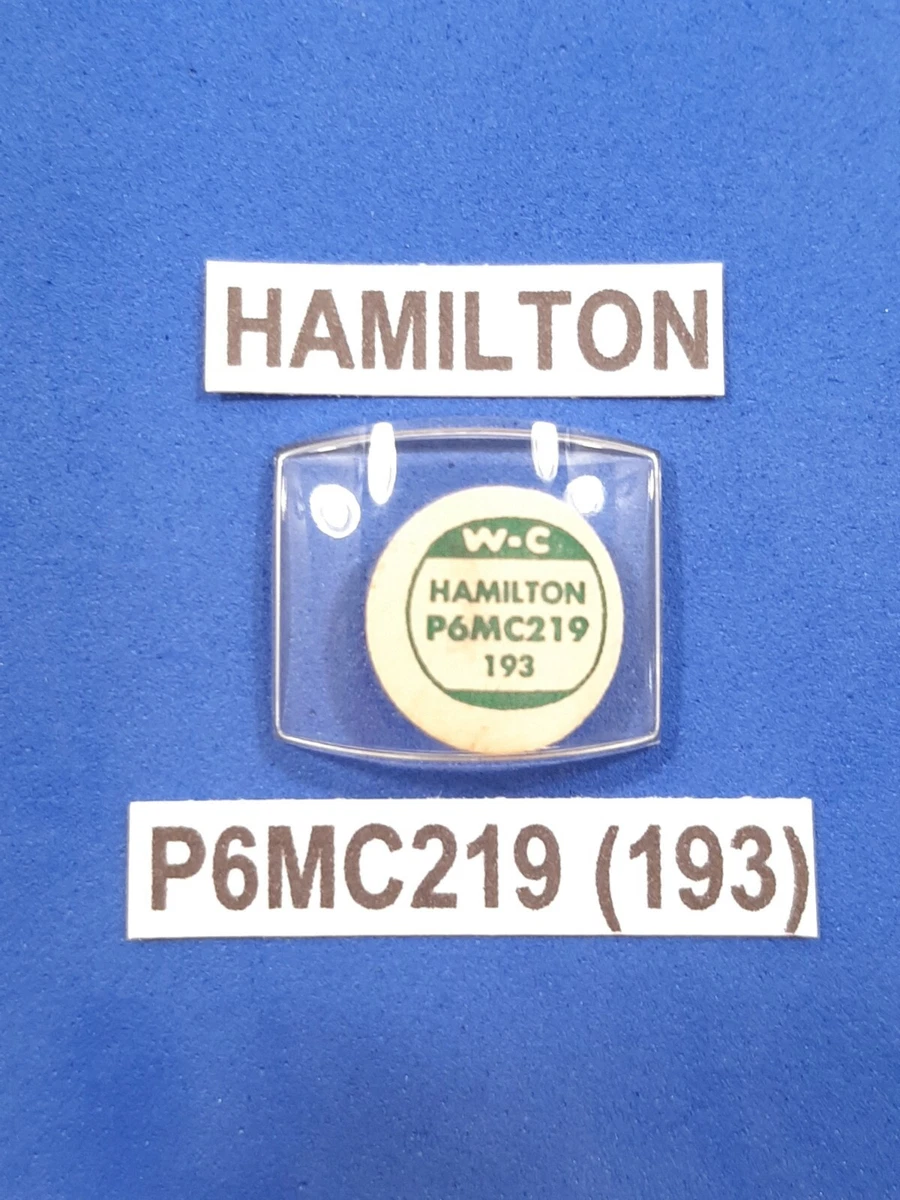 HAMILTON
W-C
HAMILTON
P6MC219
193
P6MC219 (193)